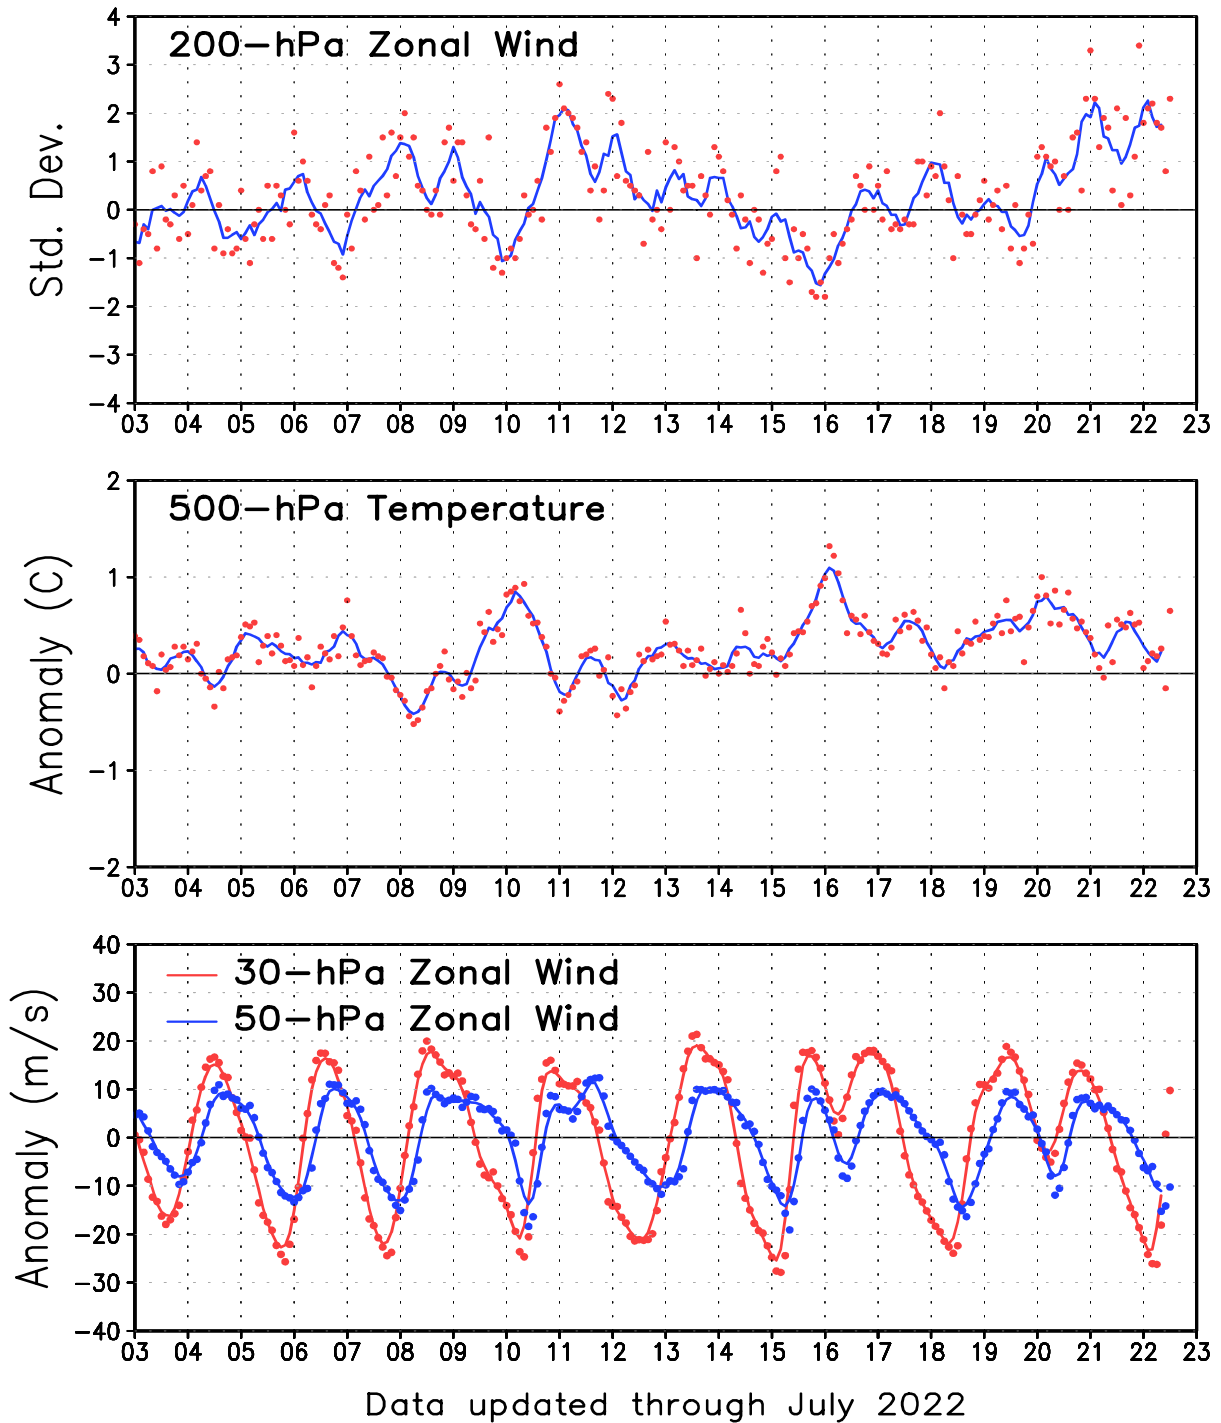 200-hPa Zonal Wind
Std. Dev.
4
3
2
1
0
-1
-2
-3
-4
03 04 05 06 07 08 09 10 11 12 13 14 15 16 17 18 19 20 21 22 23
500-hPa Temperature
Anomaly (C)
2
1
0
-1
-2
03 04 05 06 07 08 09 10 11 12 13 14 15 16 17 18 19 20 21 22 23
30-hPa Zonal Wind
50-hPa Zonal Wind
Anomaly (m/s)
40
30
20
10
0
-10
-20
-30
-40
03 04 05 06 07 08 09 10 11 12 13 14 15 16 17 18 19 20 21 22 23
Data updated through July 2022